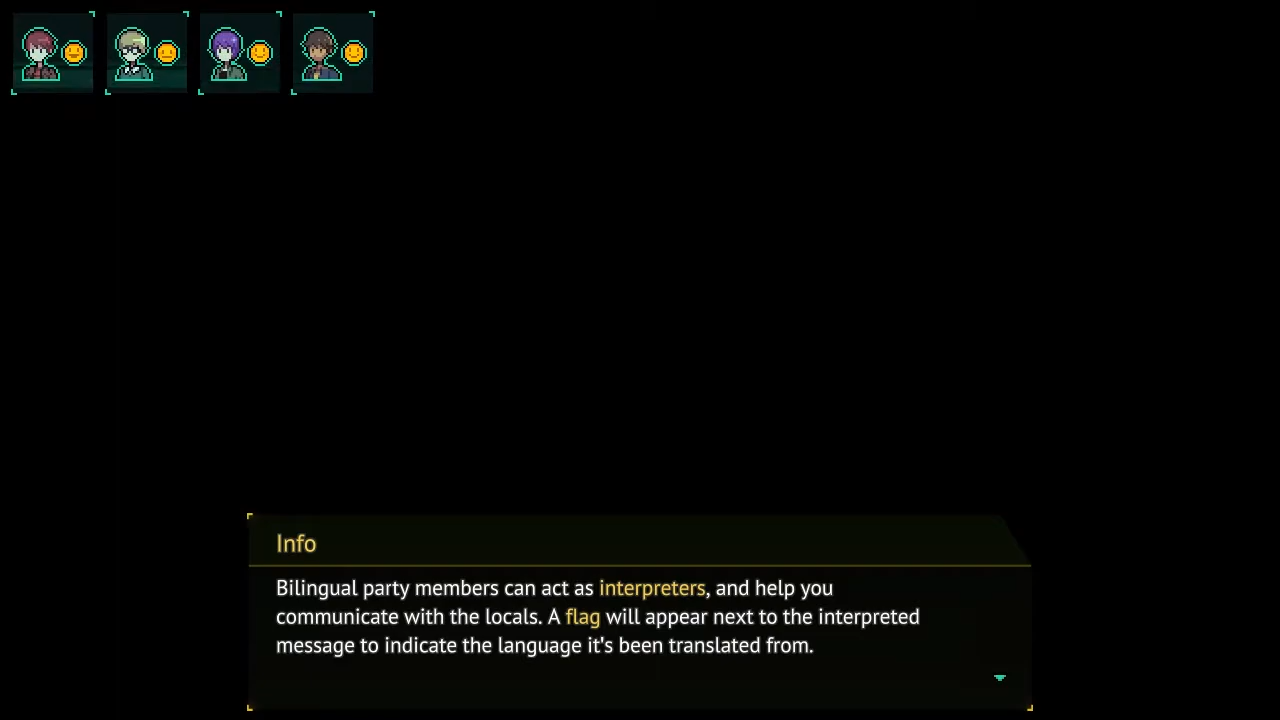 Info
Bilingual party members can act as interpreters, and help you
communicate with the locals. A flag will appear next to the interpreted
message to indicate the language it's been translated from.